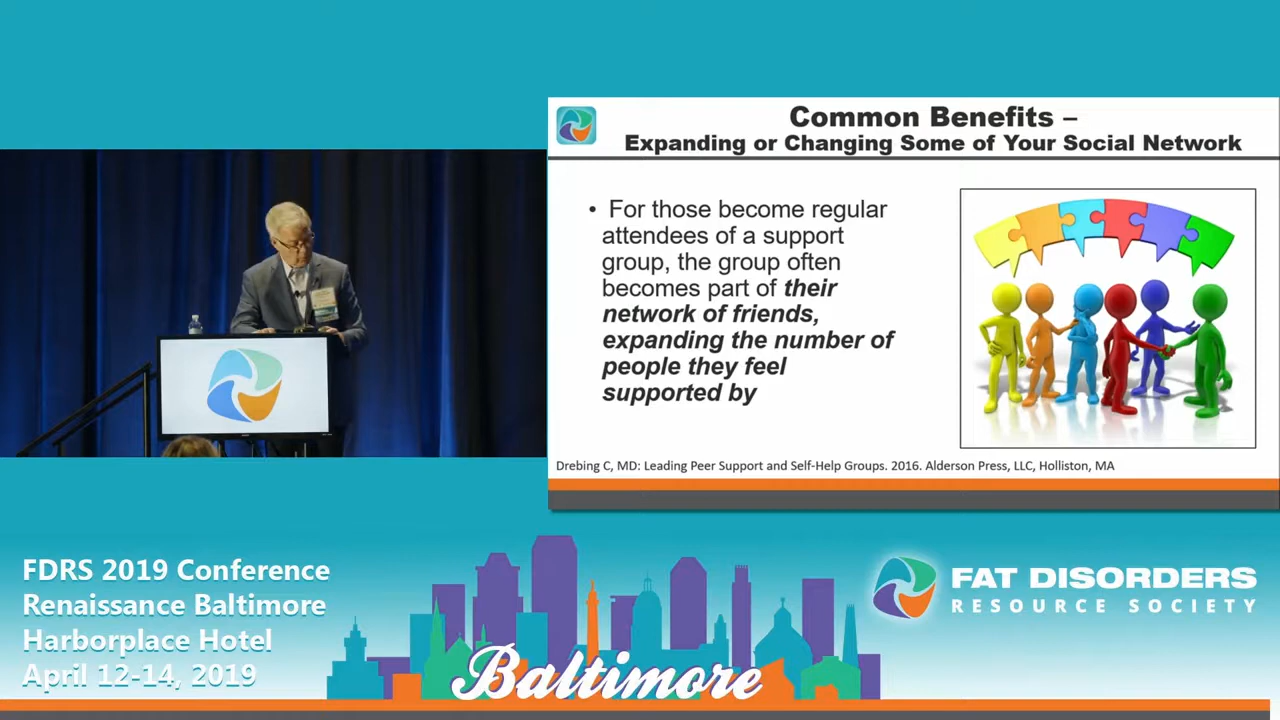 Common Benefits –
Expanding or Changing Some of Your Social Network
• For those become regular
attendees of a support
group, the group often
becomes part of their
network of friends,
expanding the number of
people they feel
supported by
Drebing C, MD: Leading Peer Support and Self-Help Groups. 2016. Alderson Press, LLC, Holliston, MA
FDRS 2019 Conference
Renaissance Baltimore
Harborplace Hotel
April 12-14, 2019
Baltimore
FAT DISORDERS
RESOURCE SOCIETY